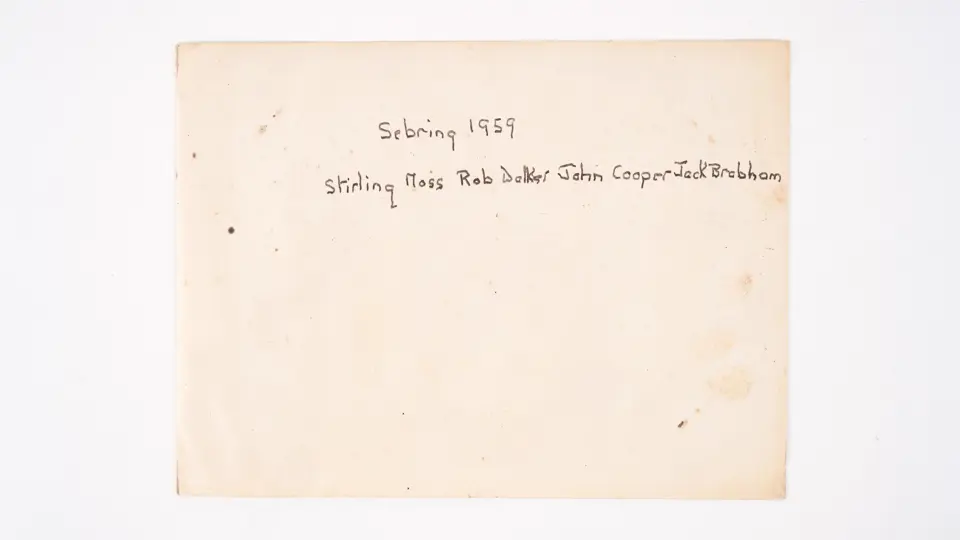 Sebring 1959
Stirling Moss Rob Dalker John Cooper Jack Brabham